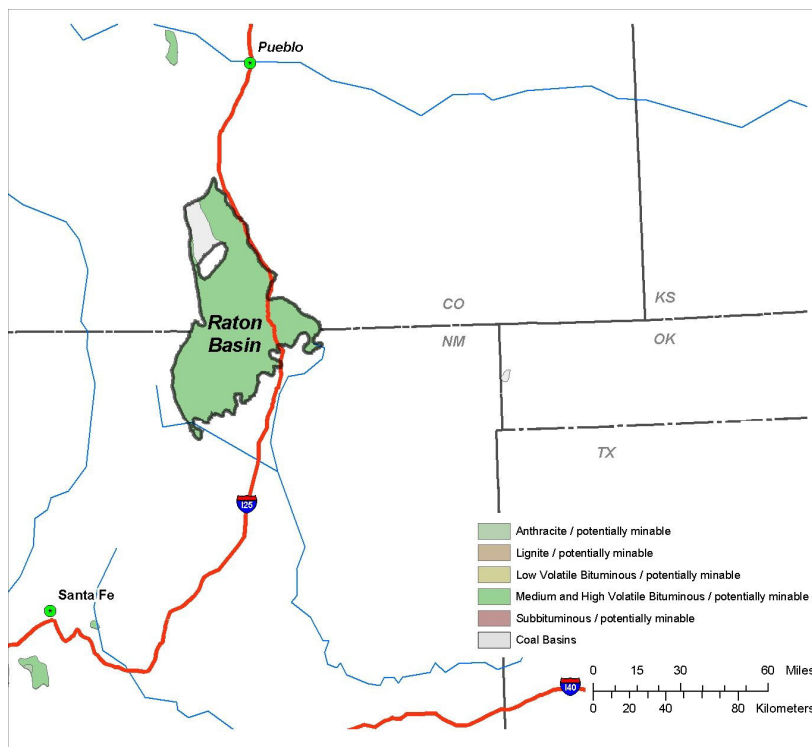 Pueblo
Raton
Basin
CO
KS
NM
OK
TX
125
Santa Fe
Anthracite / potentially minable
Lignite / potentially minable
Low Volatile Bituminous / potentially minable
Medium and High Volatile Bituminous / potentially minable
Subbituminous / potentially minable
Coal Basins
140
0 15 30 60 Miles
0 20 40 80 Kilometers